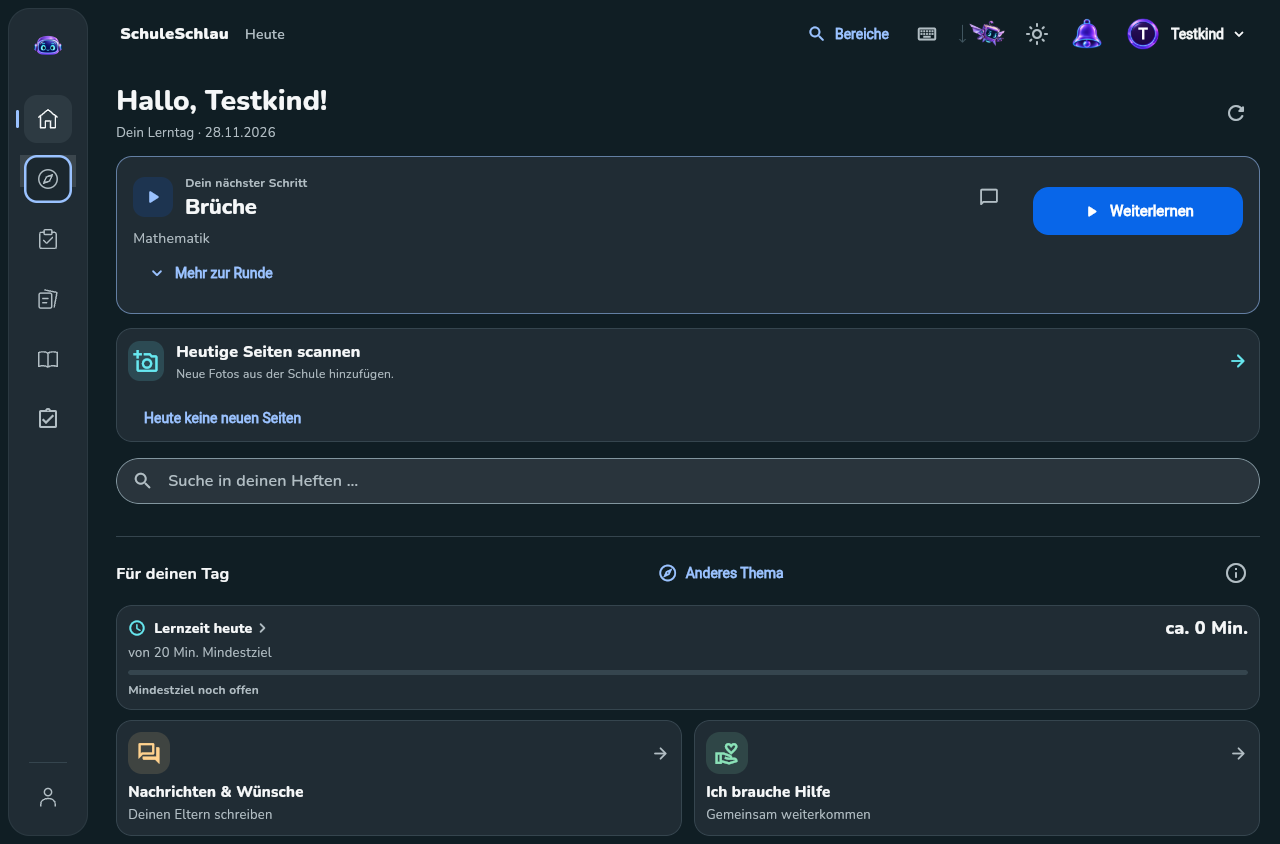 SchuleSchlau
Heute
Bereiche
T
Testkind
Hallo, Testkind!
Dein Lerntag · 28.11.2026
Dein nächster Schritt
Brüche
Weiterlernen
Mathematik
Mehr zur Runde
Heutige Seiten scannen
Neue Fotos aus der Schule hinzufügen.
Heute keine neuen Seiten
Suche in deinen Heften ...
Für deinen Tag
Anderes Thema
Lernzeit heute
ca. 0 Min.
von 20 Min. Mindestziel
Mindestziel noch offen
Nachrichten & Wünsche
Deinen Eltern schreiben
Ich brauche Hilfe
Gemeinsam weiterkommen